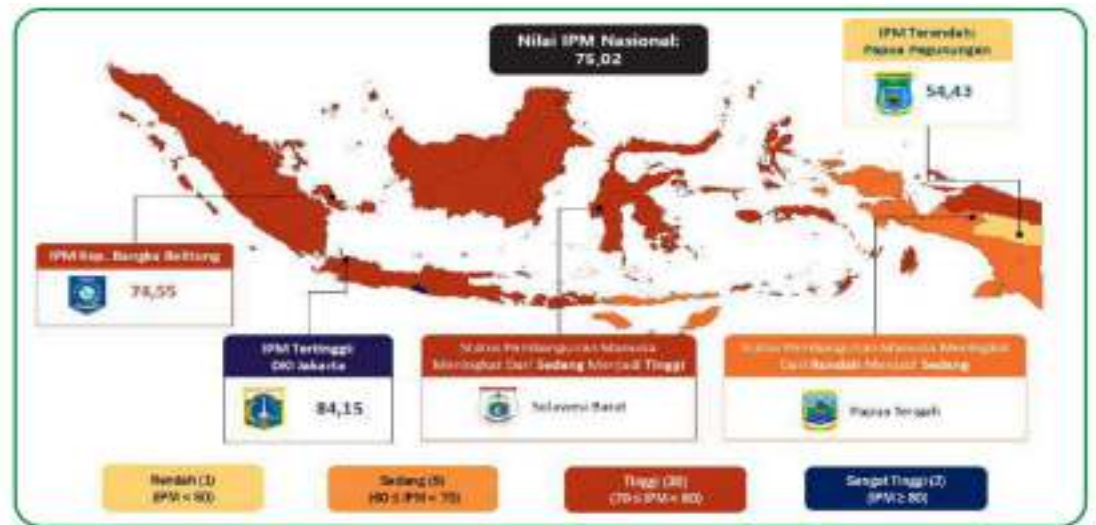 Nilai IPM Nasional:
75,02
IPM Terendah:
Papua Pegunungan
54,43
IPM Kep. Bangka Belitung
74,55
IPM Tertinggi:
DKI Jakarta
84,15
Status Pembangunan Manusia
Meningkat Dari Sedang Menjadi Tinggi
Sulawesi Barat
Status Pembangunan Manusia Meningkat
Dari Rendah Menjadi Sedang
Papua Tengah
Rendah (1)
(IPM < 60)
Sedang
(60 ≤ IPM < 70)
Tinggi
(70 ≤ IPM < 80)
Sangat Tinggi (2)
(IPM ≥ 80)